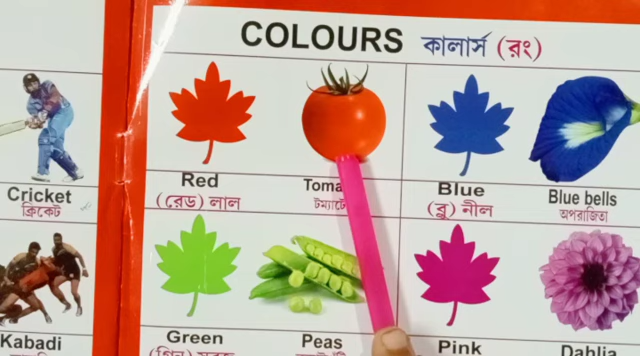 COLOURS কালার্স (রং)
Cricket
ক্রিকেট
Kabadi
Red
(রেড) লাল
Blue
(ব্লু) নীল
Blue bells
অপরাজিতা
Green
Peas
Pink
Dahlia